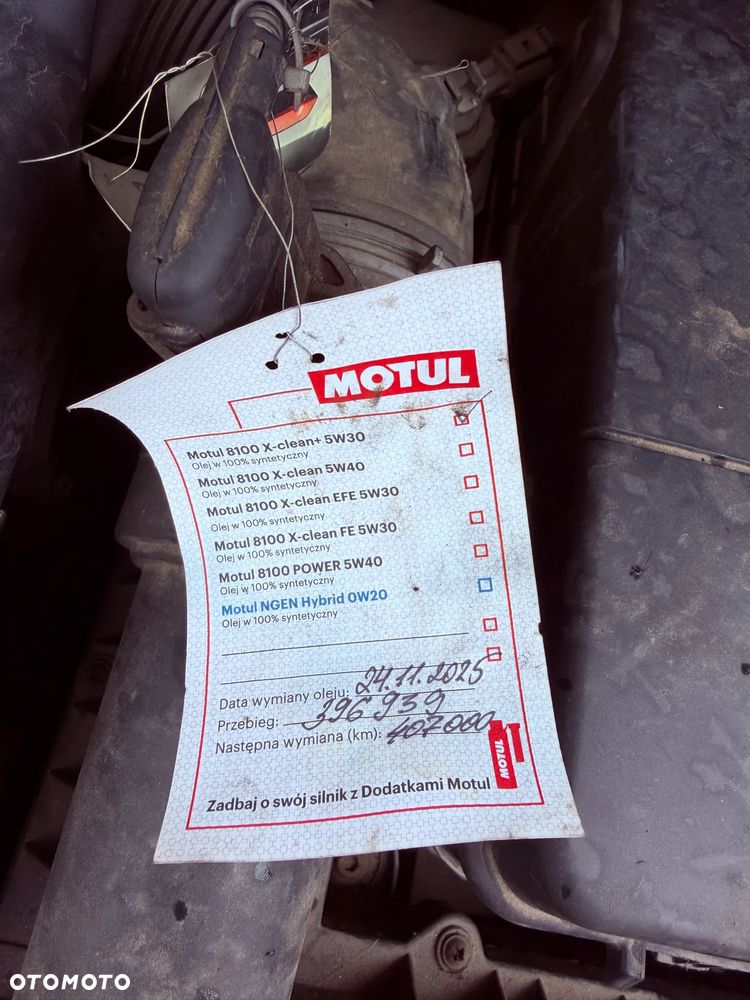 MOTUL
Motul 8100 X-clean+ 5W30
Olej w 100% syntetyczny
Motul 8100 X-clean 5W40
Olej w 100% syntetyczny
Motul 8100 X-clean EFE 5W30
Olej w 100% syntetyczny
Motul 8100 X-clean FE 5W30
Olej w 100% syntetyczny
Motul 8100 POWER 5W40
Olej w 100% syntetyczny
Motul NGEN Hybrid 0W20
Olej w 100% syntetyczny
Data wymiany oleju: 24.11.2025
Przebieg: 396 939
Następna wymiana (km): 407000
MOTUL
Zadbaj o swój silnik z Dodatkami Motul
OTOMOTO